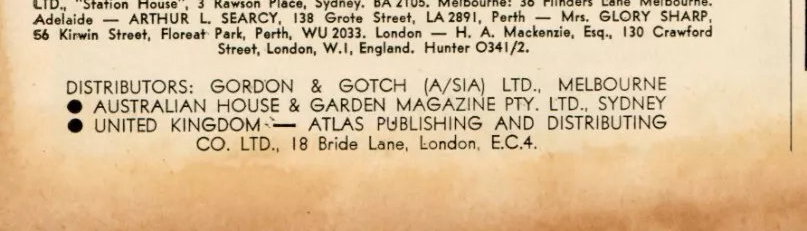 LTD., "Station House", 3 Rawson Place, Sydney. BA 2105. Melbourne: 36 Flinders Lane Melbourne.
Adelaide — ARTHUR L. SEARCY, 138 Grote Street, LA 2891, Perth — Mrs. GLORY SHARP,
56 Kirwin Street, Floreat Park, Perth, WU 2033. London — H. A. Mackenzie, Esq., 130 Crawford
Street, London, W.1, England. Hunter 0341/2.
DISTRIBUTORS: GORDON & GOTCH (A/SIA) LTD., MELBOURNE
● AUSTRALIAN HOUSE & GARDEN MAGAZINE PTY. LTD., SYDNEY
● UNITED KINGDOM — ATLAS PUBLISHING AND DISTRIBUTING
CO. LTD., 18 Bride Lane, London, E.C.4.